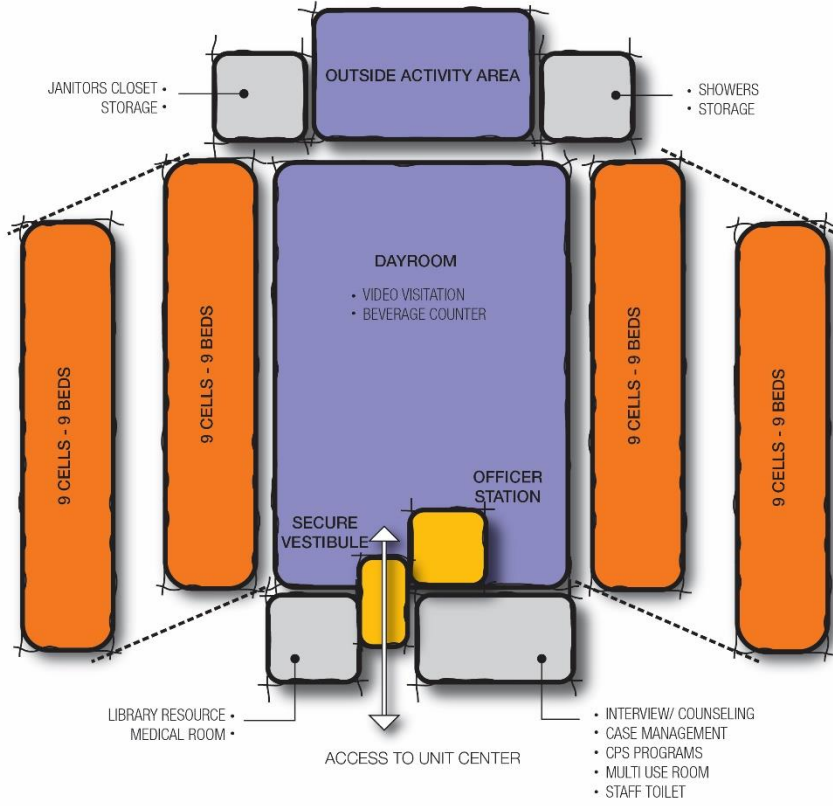 OUTSIDE ACTIVITY AREA
JANITORS CLOSET •
STORAGE •
• SHOWERS
• STORAGE
DAYROOM
• VIDEO VISITATION
• BEVERAGE COUNTER
9 CELLS - 9 BEDS
9 CELLS - 9 BEDS
9 CELLS - 9 BEDS
9 CELLS - 9 BEDS
OFFICER
STATION
SECURE
VESTIBULE
LIBRARY RESOURCE •
MEDICAL ROOM •
ACCESS TO UNIT CENTER
• INTERVIEW/ COUNSELING
• CASE MANAGEMENT
• CPS PROGRAMS
• MULTI USE ROOM
• STAFF TOILET